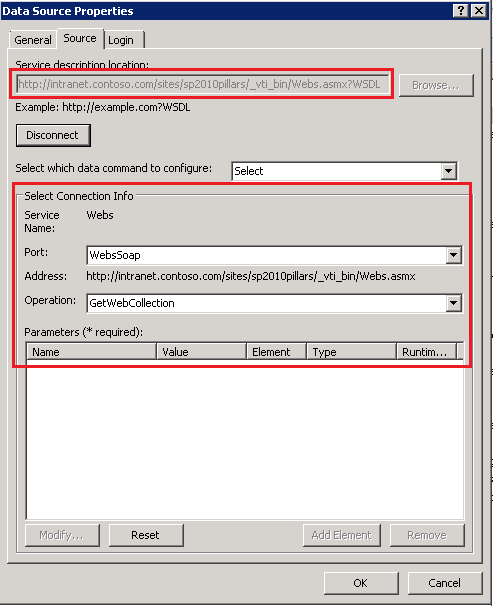 Data Source Properties
General Source Login
Service description location:
http://intranet.contoso.com/sites/sp2010pillars/_vti_bin/Webs.asmx?WSDL Browse...
Example: http://example.com?WSDL
Disconnect
Select which data command to configure: Select
Select Connection Info
Service Webs
Name:
Port: WebsSoap
Address: http://intranet.contoso.com/sites/sp2010pillars/_vti_bin/Webs.asmx
Operation: GetWebCollection
Parameters (* required):
Name Value Element Type Runtim...
Modify... Reset Add Element Remove
OK Cancel